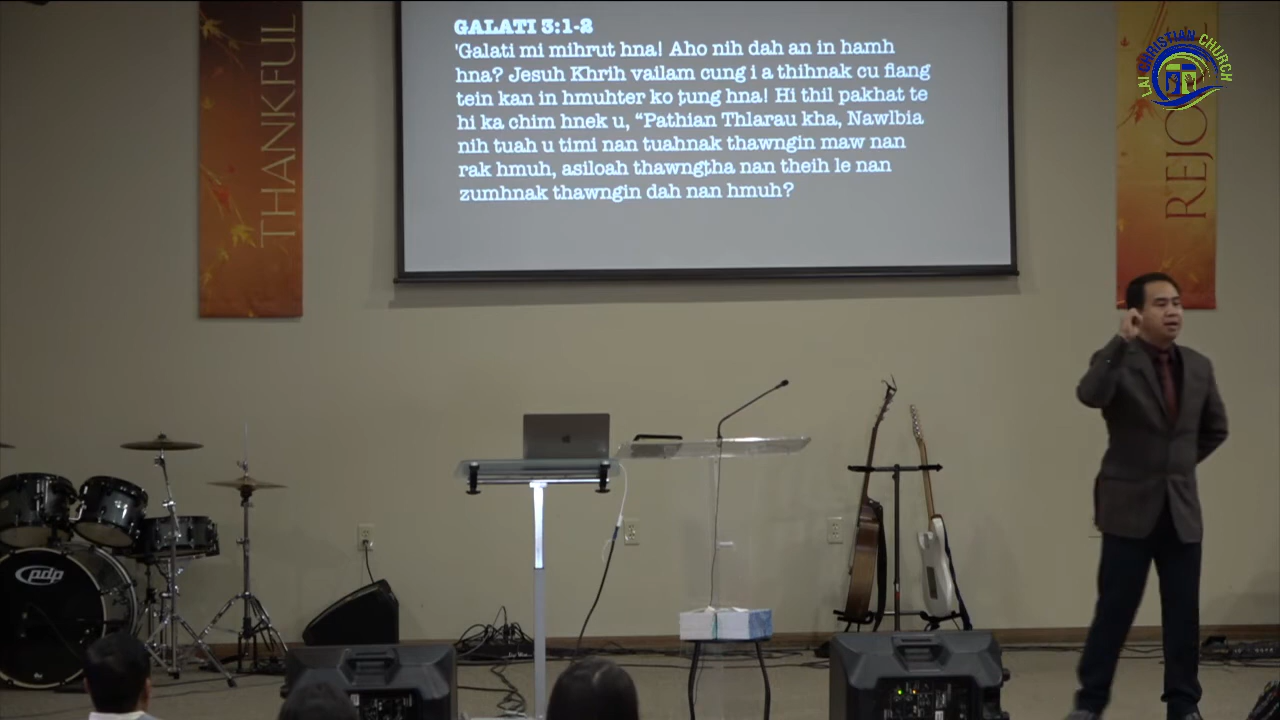 GALATI 3:1-2
'Galati mi mihrut hna! Aho nih dah an in hamh
hna? Jesuh Khrih vailam cung i a thihnak cu fiang
tein kan in hmuhter ko ṭung hna! Hi thil pakhat te
hi ka chim hnek u, “Pathian Thlarau kha, Nawlbia
nih tuah u timi nan tuahnak thawngin maw nan
rak hmuh, asiloah thawngṭha nan theih le nan
zumhnak thawngin dah nan hmuh?
THANKFUL
REJO
LAI CHRISTIAN CHURCH
pdp